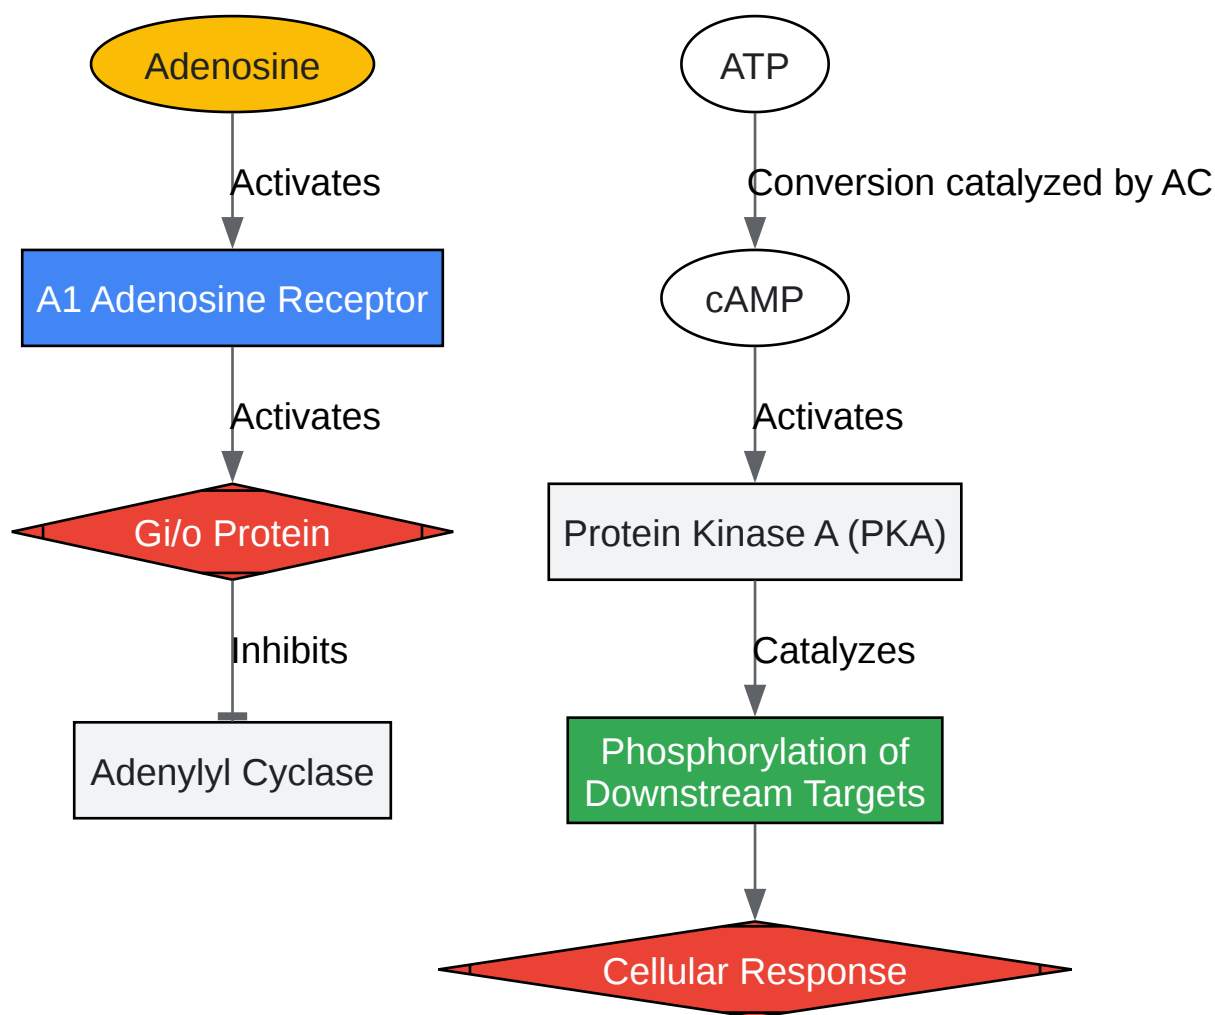 Adenosine
Activates
A1 Adenosine Receptor
Activates
Gi/o Protein
Inhibits
Adenylyl Cyclase
ATP
Conversion catalyzed by AC
cAMP
Activates
Protein Kinase A (PKA)
Catalyzes
Phosphorylation of
Downstream Targets
Cellular Response